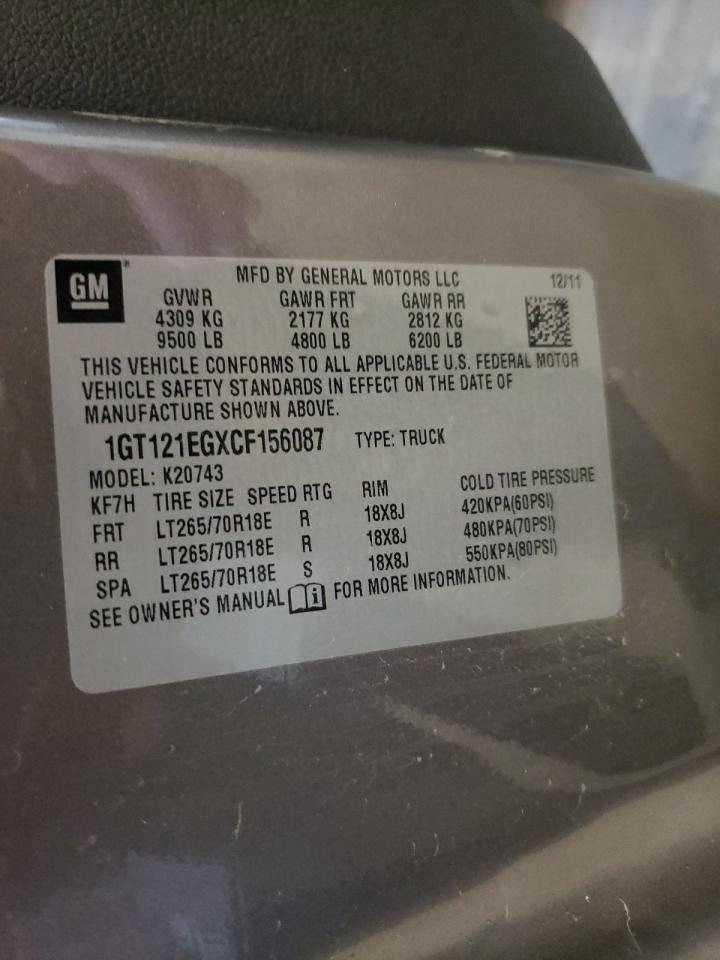 GM
MFD BY GENERAL MOTORS LLC 12/11
GVWR GAWR FRT GAWR RR
4309 KG 2177 KG 2812 KG
9500 LB 4800 LB 6200 LB
THIS VEHICLE CONFORMS TO ALL APPLICABLE U.S. FEDERAL MOTOR
VEHICLE SAFETY STANDARDS IN EFFECT ON THE DATE OF
MANUFACTURE SHOWN ABOVE.
1GT121EGXCF156087 TYPE: TRUCK
MODEL: K20743
KF7H TIRE SIZE SPEED RTG RIM COLD TIRE PRESSURE
FRT LT265/70R18E R 18X8J 420KPA(60PSI)
RR LT265/70R18E R 18X8J 480KPA(70PSI)
SPA LT265/70R18E S 18X8J 550KPA(80PSI)
SEE OWNER'S MANUAL i FOR MORE INFORMATION.